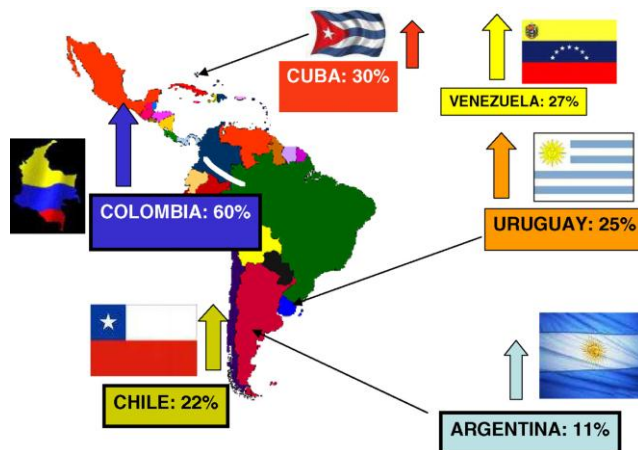 CUBA: 30%
VENEZUELA: 27%
COLOMBIA: 60%
URUGUAY: 25%
CHILE: 22%
ARGENTINA: 11%